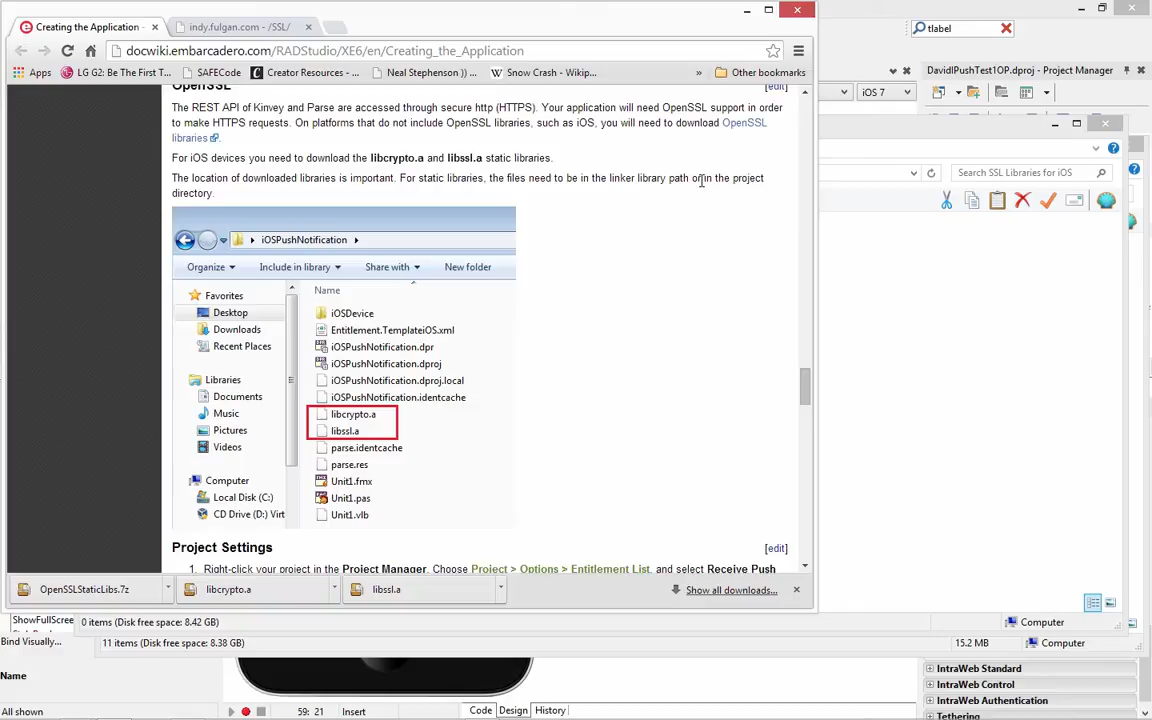 Creating the Application
indy.fulgan.com - /SSL/
tlabel
docwiki.embarcadero.com/RADStudio/XE6/en/Creating_the_Application
DavidIPushTest1OP.dproj - Project Manager
Apps
LG G2: Be The First T...
SAFECode
Creator Resources - ...
Neal Stephenson )) ...
Snow Crash - Wikip...
»
Other bookmarks
iOS 7
OpenSSL
[edit]
The REST API of Kinvey and Parse are accessed through secure http (HTTPS). Your application will need OpenSSL support in order
to make HTTPS requests. On platforms that do not include OpenSSL libraries, such as iOS, you will need to download OpenSSL
libraries.
For iOS devices you need to download the libcrypto.a and libssl.a static libraries.
The location of downloaded libraries is important. For static libraries, the files need to be in the linker library path or in the project
directory.
Search SSL Libraries for iOS
iOSPushNotification
Organize
Include in library
Share with
New folder
Name
Favorites
Desktop
Downloads
Recent Places
Libraries
Documents
Music
Pictures
Videos
Computer
Local Disk (C:)
CD Drive (D:) Virt
iOSDevice
Entitlement.TemplateiOS.xml
iOSPushNotification.dpr
iOSPushNotification.dproj
iOSPushNotification.dproj.local
iOSPushNotification.identcache
libcrypto.a
libssl.a
parse.identcache
parse.res
Unit1.fmx
Unit1.pas
Unit1.vlb
Project Settings
[edit]
1. Right-click your project in the Project Manager. Choose Project > Options > Entitlement List, and select Receive Push
OpenSSLStaticLibs.7z
libcrypto.a
libssl.a
Show all downloads...
ShowFullScree
0 items (Disk free space: 8.42 GB)
Computer
Bind Visually...
11 items (Disk free space: 8.38 GB)
15.2 MB
Computer
Name
IntraWeb Standard
IntraWeb Control
IntraWeb Authentication
Tethering
All shown
59: 21
Insert
Code
Design
History